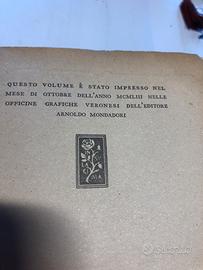 QUESTO VOLUME È STATO IMPRESSO NEL
MESE DI OTTOBRE DELL'ANNO MCMLIII NELLE
OFFICINE GRAFICHE VERONESI DELL'EDITORE
ARNOLDO MONDADORI
subito